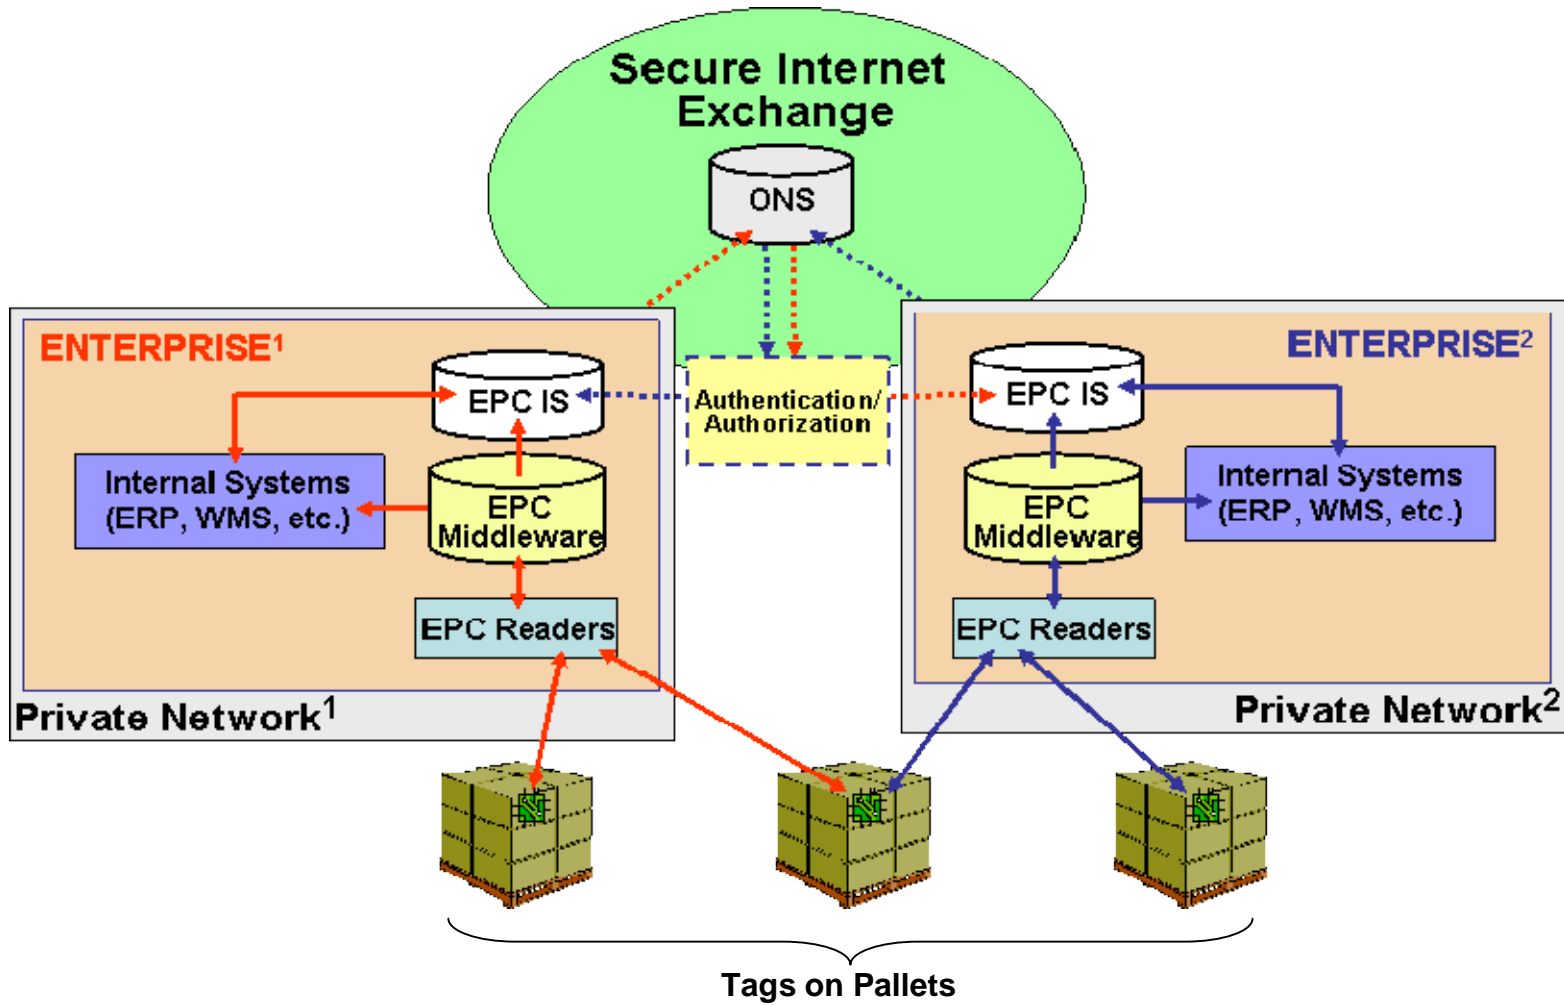 Secure Internet
Exchange
ONS
ENTERPRISE¹
EPC IS
Internal Systems
(ERP, WMS, etc.)
EPC
Middleware
EPC Readers
Private Network¹
Authentication/
Authorization
ENTERPRISE²
EPC IS
EPC
Middleware
Internal Systems
(ERP, WMS, etc.)
EPC Readers
Private Network²
Tags on Pallets